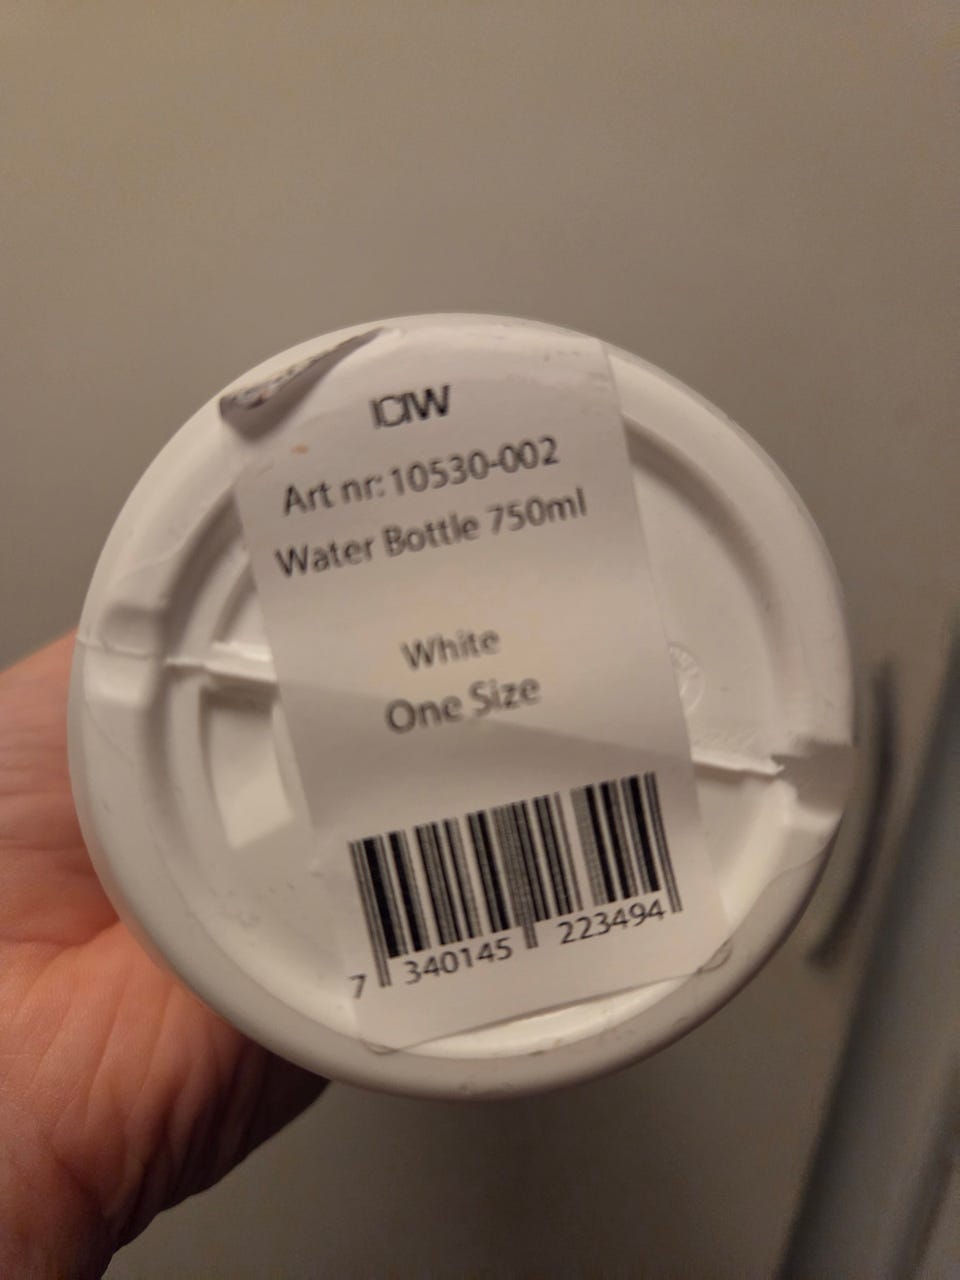 ICIW
Art nr: 10530-002
Water Bottle 750ml
White
One Size
7 340145 223494